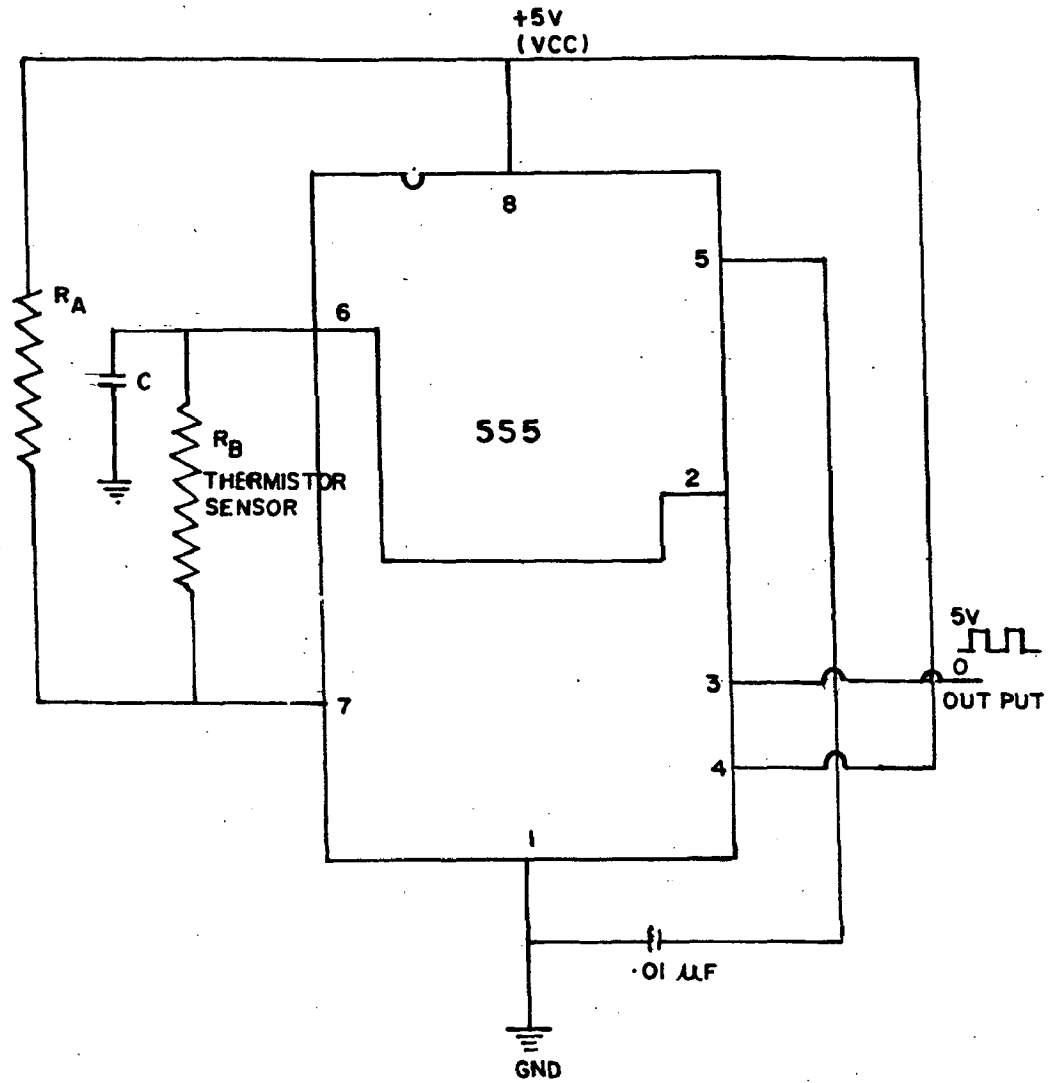 +5V
(VCC)
8
5
RA
6
C
555
RB
THERMISTOR
SENSOR
2
5V
0
3
OUT PUT
7
4
1
.01 µF
GND